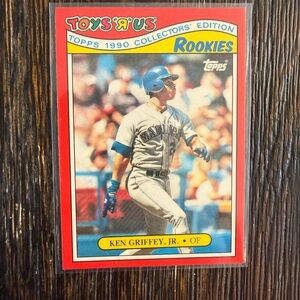 TOYS "R" US
TOPPS 1990 COLLECTORS' EDITION
ROOKIES
Topps
KEN GRIFFEY, JR. • OF